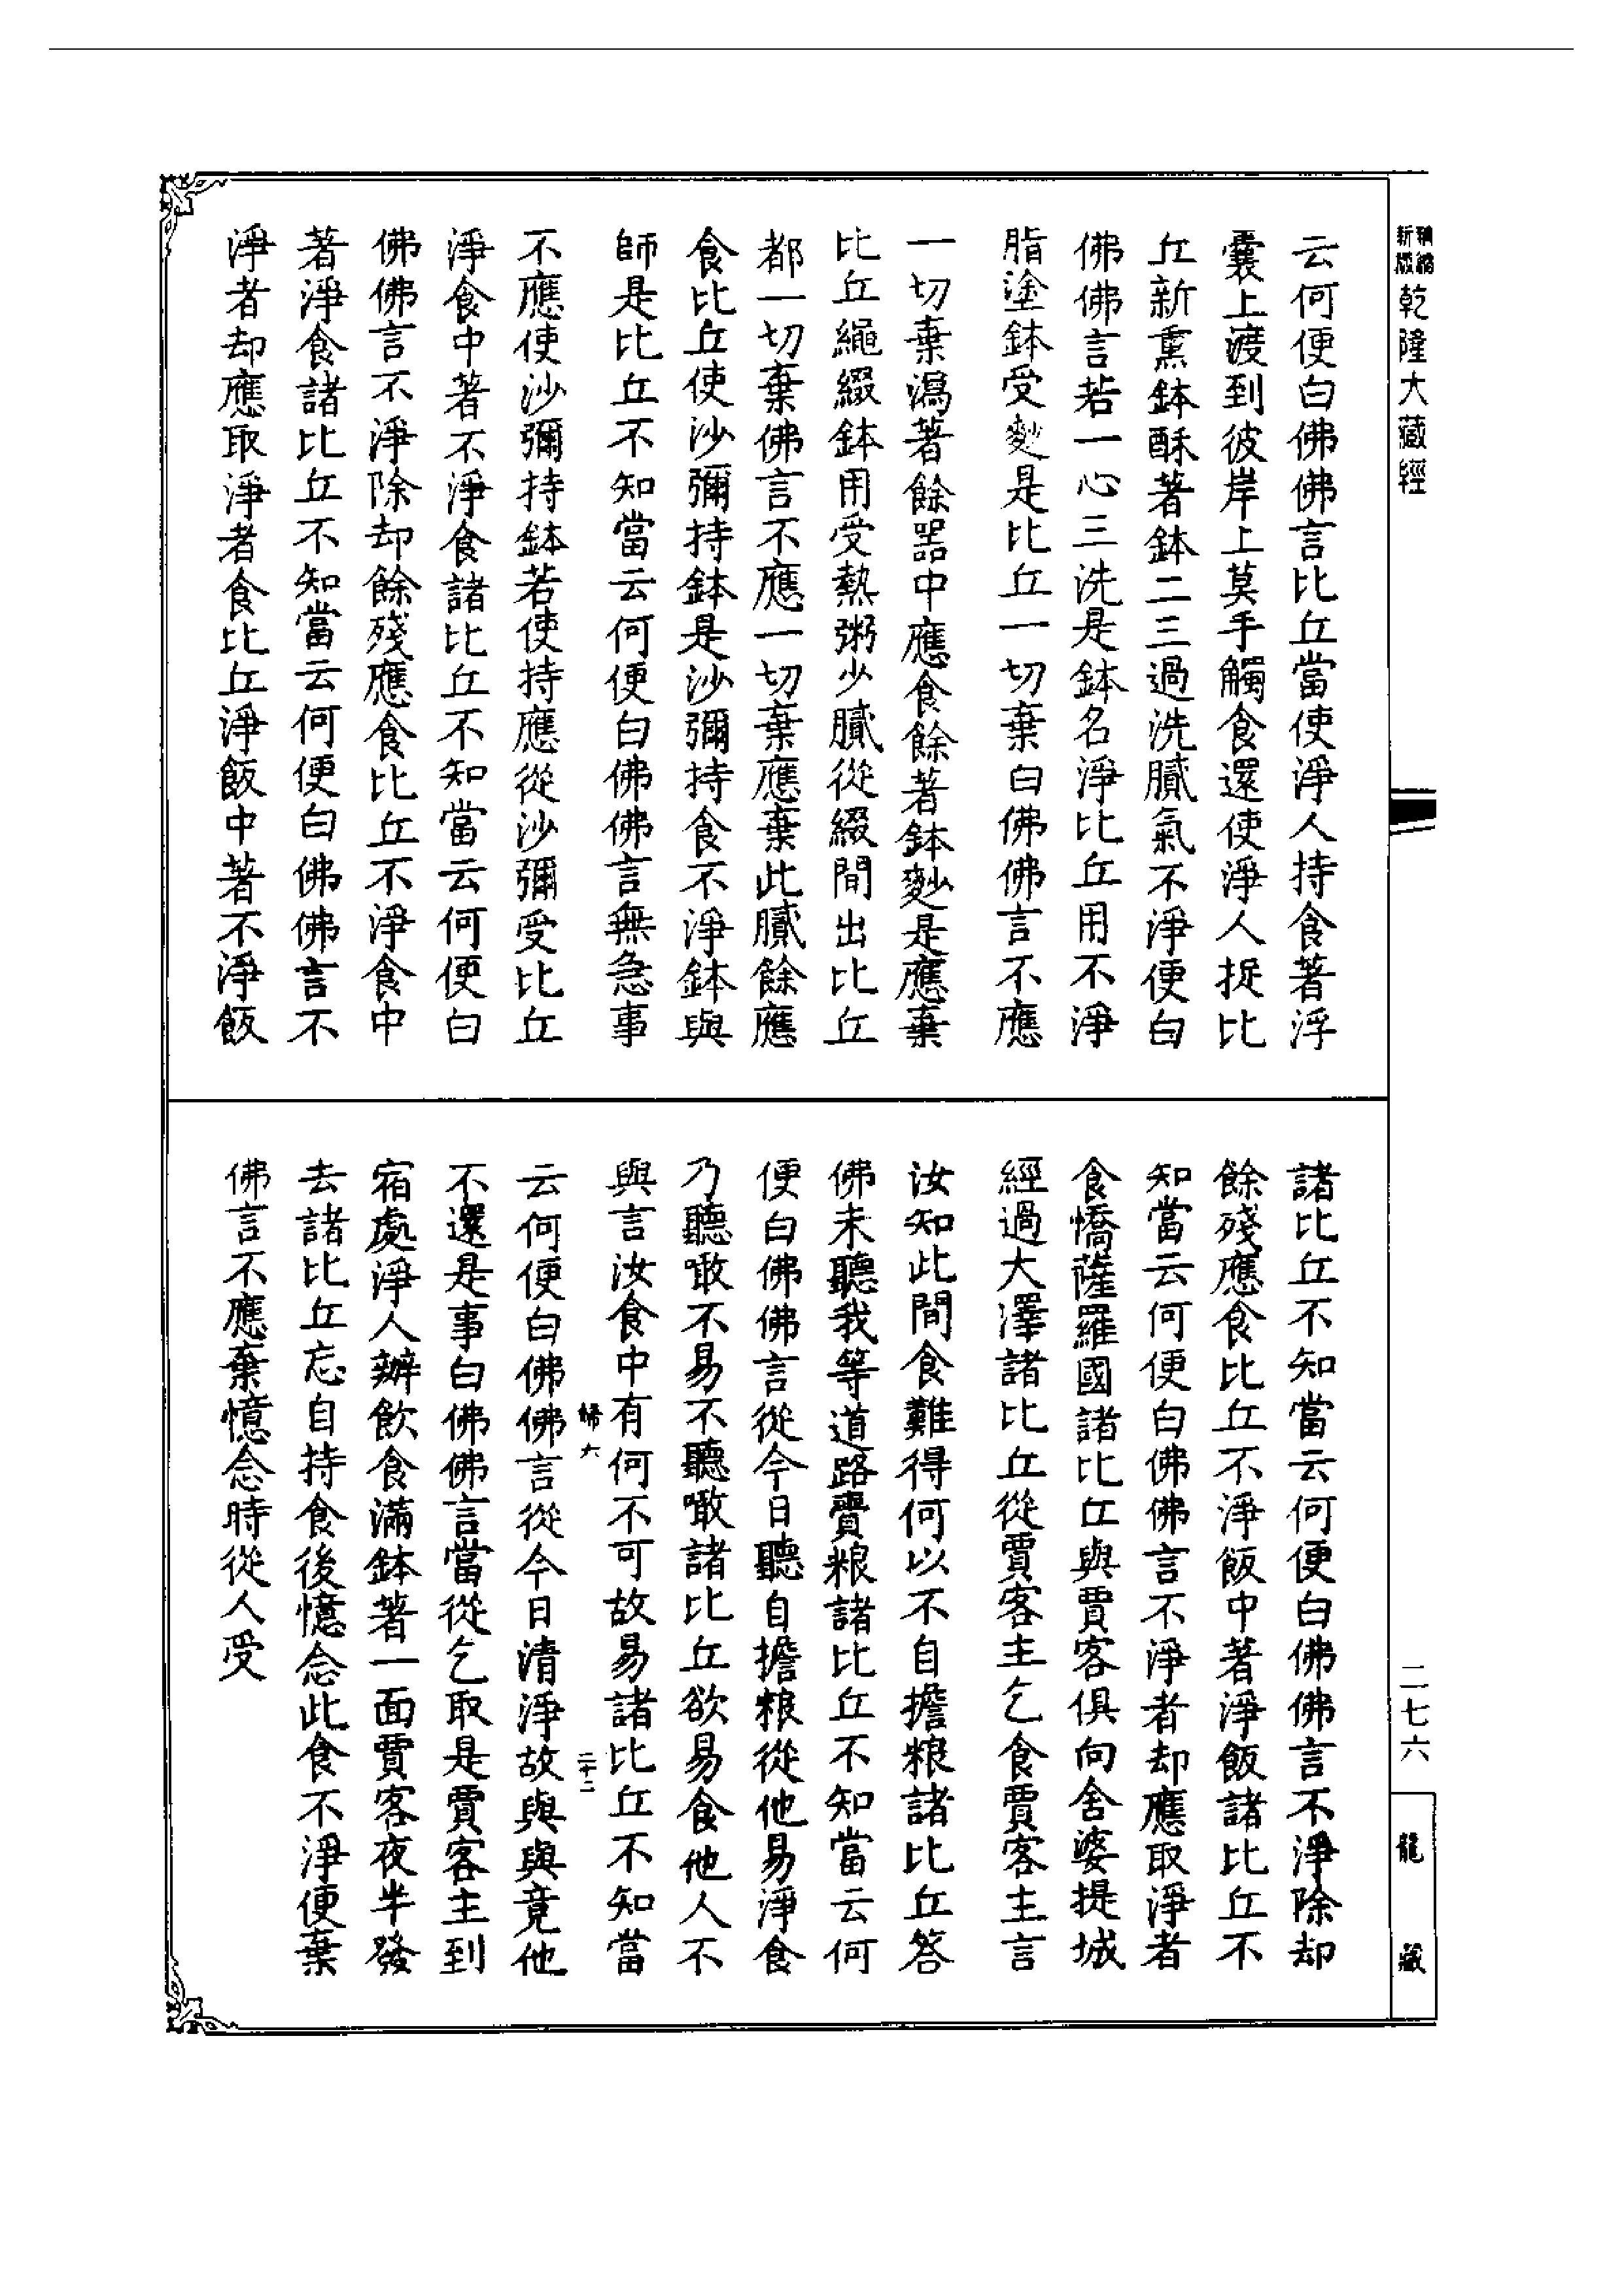 新版精縮乾隆大藏經
云何便白佛佛言比丘當使淨人持食著浮
囊上渡到彼岸上莫手觸食還使淨人捉比
丘新熏鉢酥著鉢二三過洗膩氣不淨便白
佛佛言若一心三洗是鉢名淨比丘用不淨
脂塗鉢受麨是比丘一切棄白佛佛言不應
一切棄瀉著餘器中應食餘著鉢麨是應棄
比丘繩綴鉢用受熱粥少膩從綴間出比丘
都一切棄佛言不應一切棄應棄此膩餘應
食比丘使沙彌持鉢是沙彌持食不淨鉢與
師是比丘不知當云何便白佛佛言無急事
不應使沙彌持鉢若使持應從沙彌受比丘
淨食中著不淨食諸比丘不知當云何便白
佛佛言不淨除却餘殘應食比丘不淨食中
著淨食諸比丘不知當云何便白佛佛言不
淨者却應取淨者食比丘淨飯中著不淨飯
諸比丘不知當云何便白佛佛言不淨除却
餘殘應食比丘不淨飯中著淨飯諸比丘不
知當云何便白佛佛言不淨者却應取淨者
食憍薩羅國諸比丘與賈客俱向舍婆提城
經過大澤諸比丘從賈客主乞食賈客主言
汝知此間食難得何以不自擔粮諸比丘答
佛未聽我等道路賷粮諸比丘不知當云何
便白佛佛言從今日聽自擔粮從他易淨食
乃聽噉不易不聽噉諸比丘欲易食他人不
與言汝食中有何不可故易諸比丘不知當
歸六
二十二
云何便白佛佛言從今日清淨故與與竟他
不還是事白佛佛言當從乞取是賈客主到
宿處淨人辦飲食滿鉢著一面賈客夜半發
去諸比丘忘自持食後憶念此食不淨便棄
佛言不應棄憶念時從人受
二七六
龍藏